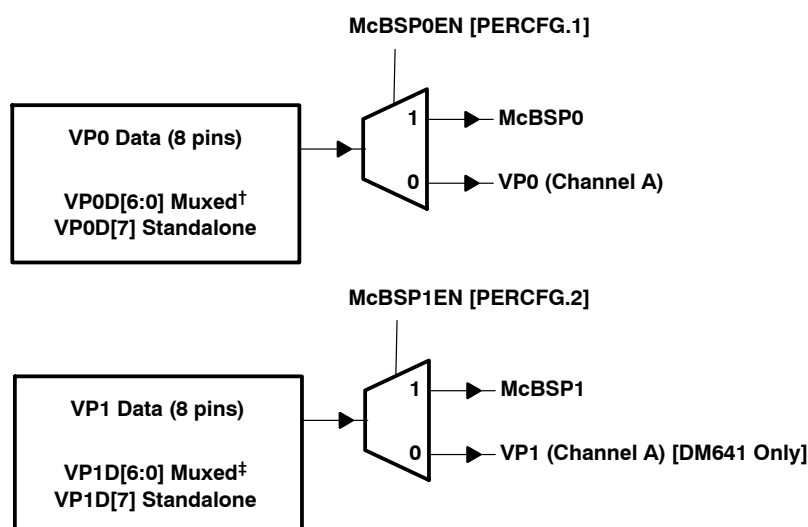 McBSP0EN [PERCFG.1]
VP0 Data (8 pins)
VP0D[6:0] Muxed†
VP0D[7] Standalone
1
McBSP0
0
VP0 (Channel A)
McBSP1EN [PERCFG.2]
VP1 Data (8 pins)
VP1D[6:0] Muxed‡
VP1D[7] Standalone
1
McBSP1
0
VP1 (Channel A) [DM641 Only]